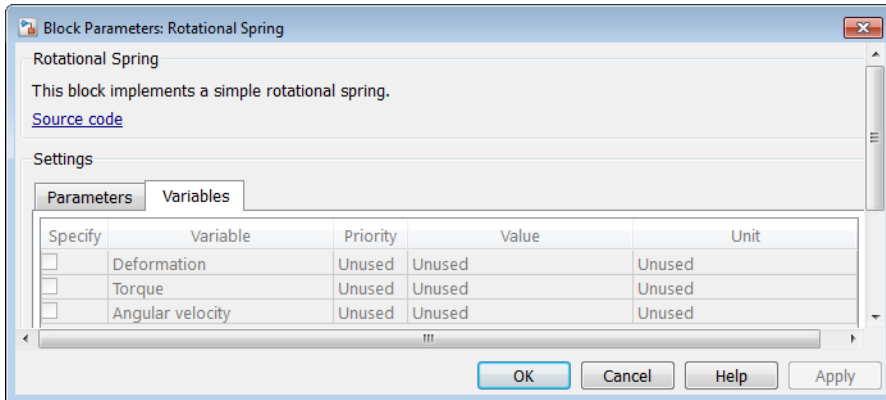 Block Parameters: Rotational Spring
Rotational Spring
This block implements a simple rotational spring.
Source code
Settings
Parameters Variables
Specify Variable Priority Value Unit
Deformation Unused Unused Unused
Torque Unused Unused Unused
Angular velocity Unused Unused Unused
OK Cancel Help Apply